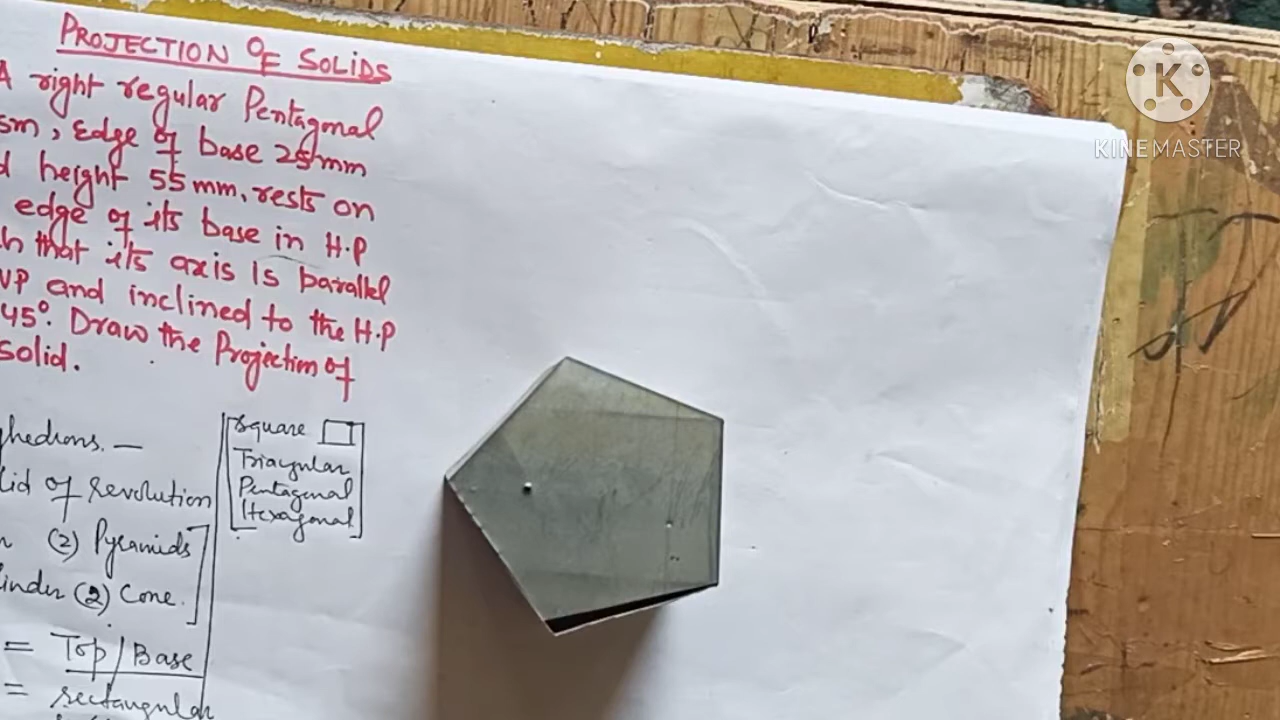 PROJECTION OF SOLIDS
A right regular Pentagonal
sm, Edge of base 25mm
d height 55mm, rests on
edge of its base in H.P
h that its axis is parallel
VP and inclined to the H.P
45°. Draw the Projection of
solid.
hedrons. —
lid of revolution
(2) Pyramids
inder (2) Cone.
= Top/Base
= rectangular
Square
Triangular
Pentagonal
Hexagonal
K
KINEMASTER